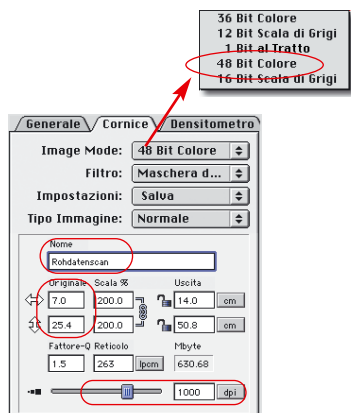 36 Bit Colore
12 Bit Scala di Grigi
1 Bit al Tratto
48 Bit Colore
16 Bit Scala di Grigi
Generale Cornice Densitometro
Image Mode: 48 Bit Colore
Filtro: Maschera d...
Impostazioni: Salva
Tipo Immagine: Normale
Nome
Rohdatenscan
Originale Scala % Uscita
7.0 200.0 14.0 cm
25.4 200.0 50.8 cm
Fattore-Q Reticolo Mbyte
1.5 263 lpcm 630.68
1000 dpi